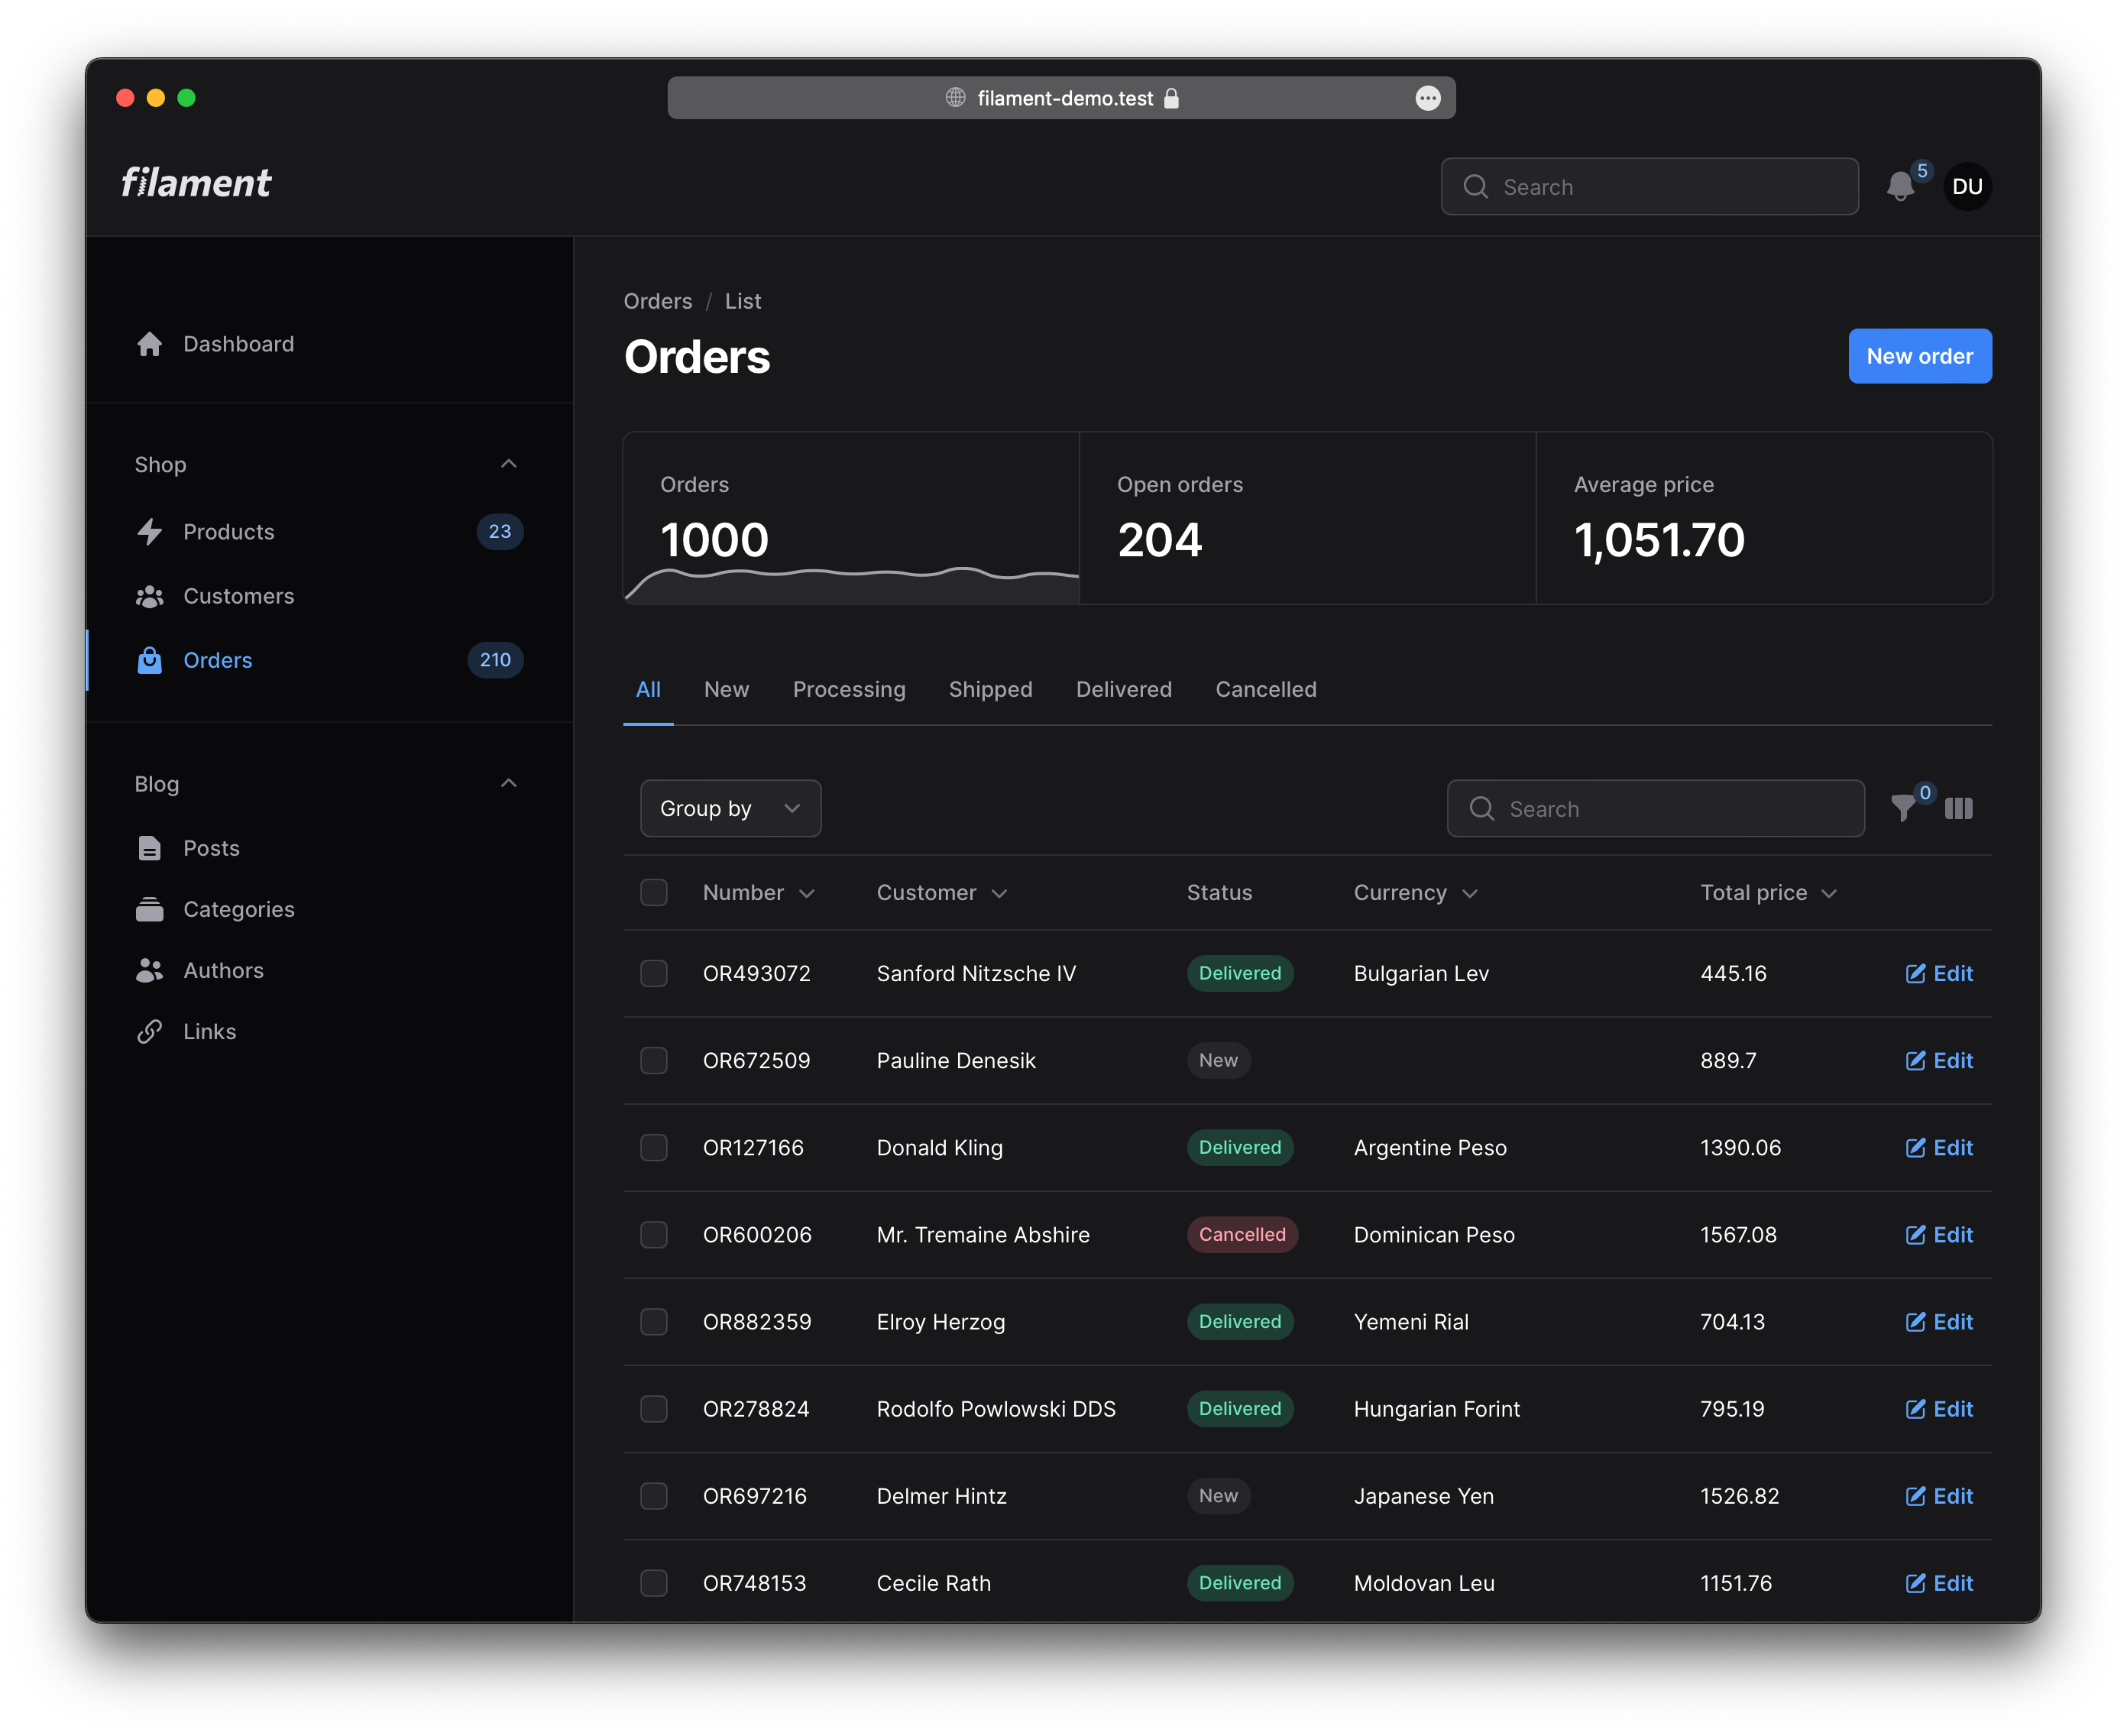 filament-demo.test
filament
Search
5
DU
Dashboard
Shop
Products 23
Customers
Orders 210
Blog
Posts
Categories
Authors
Links
Orders / List
Orders
New order
Orders
1000
Open orders
204
Average price
1,051.70
All New Processing Shipped Delivered Cancelled
Group by
Search
0
Number Customer Status Currency Total price
OR493072 Sanford Nitzsche IV Delivered Bulgarian Lev 445.16 Edit
OR672509 Pauline Denesik New 889.7 Edit
OR127166 Donald Kling Delivered Argentine Peso 1390.06 Edit
OR600206 Mr. Tremaine Abshire Cancelled Dominican Peso 1567.08 Edit
OR882359 Elroy Herzog Delivered Yemeni Rial 704.13 Edit
OR278824 Rodolfo Powlowski DDS Delivered Hungarian Forint 795.19 Edit
OR697216 Delmer Hintz New Japanese Yen 1526.82 Edit
OR748153 Cecile Rath Delivered Moldovan Leu 1151.76 Edit